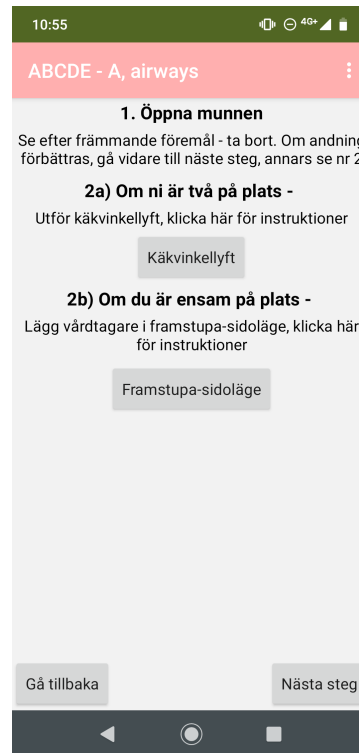 10:55
4G+
ABCDE - A, airways
1. Öppna munnen
Se efter främmande föremål - ta bort. Om andning
förbättras, gå vidare till näste steg, annars se nr 2
2a) Om ni är två på plats -
Utför käkvinkellyft, klicka här för instruktioner
Käkvinkellyft
2b) Om du är ensam på plats -
Lägg vårdtagare i framstupa-sidoläge, klicka här
för instruktioner
Framstupa-sidoläge
Gå tillbaka
Nästa steg